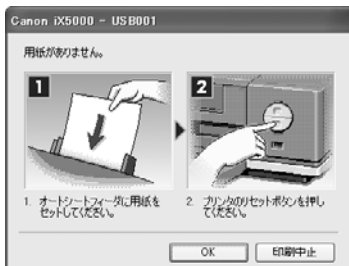 Canon iX5000 - USB001
用紙がありません。
1
2
1. オートシートフィーダに用紙を
セットしてください。
2. プリンタのリセットボタンを押し
てください。
OK
印刷中止